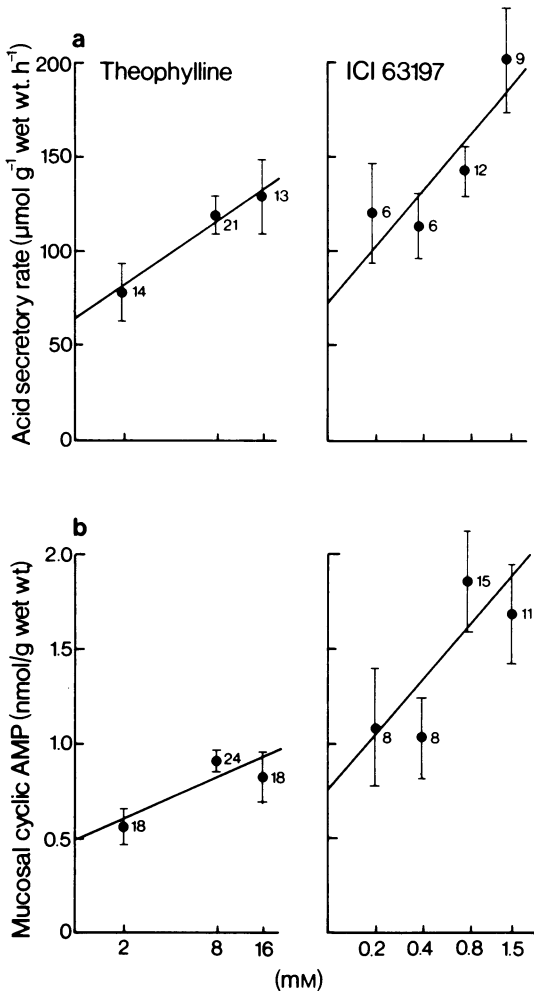 a
Theophylline
ICI 63197
Acid secretory rate (µmol g⁻¹ wet wt. h⁻¹)
200
150
100
50
0
14
21
13
6
6
12
9
b
Mucosal cyclic AMP (nmol/g wet wt.)
2.0
1.5
1.0
0.5
0
18
24
18
8
8
15
11
2 8 16
0.2 0.4 0.8 1.5
(mM)